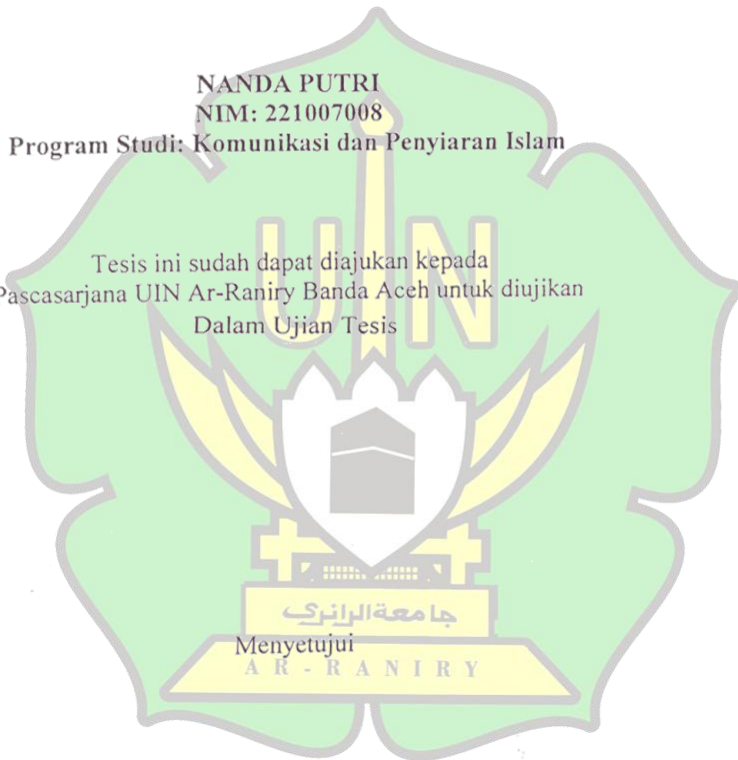 NANDA PUTRI
NIM: 221007008
Program Studi: Komunikasi dan Penyiaran Islam
UIN
Tesis ini sudah dapat diajukan kepada
Pascasarjana UIN Ar-Raniry Banda Aceh untuk diujikan
Dalam Ujian Tesis
جامعة الرانري
Menyetujui
AR-RANIRY